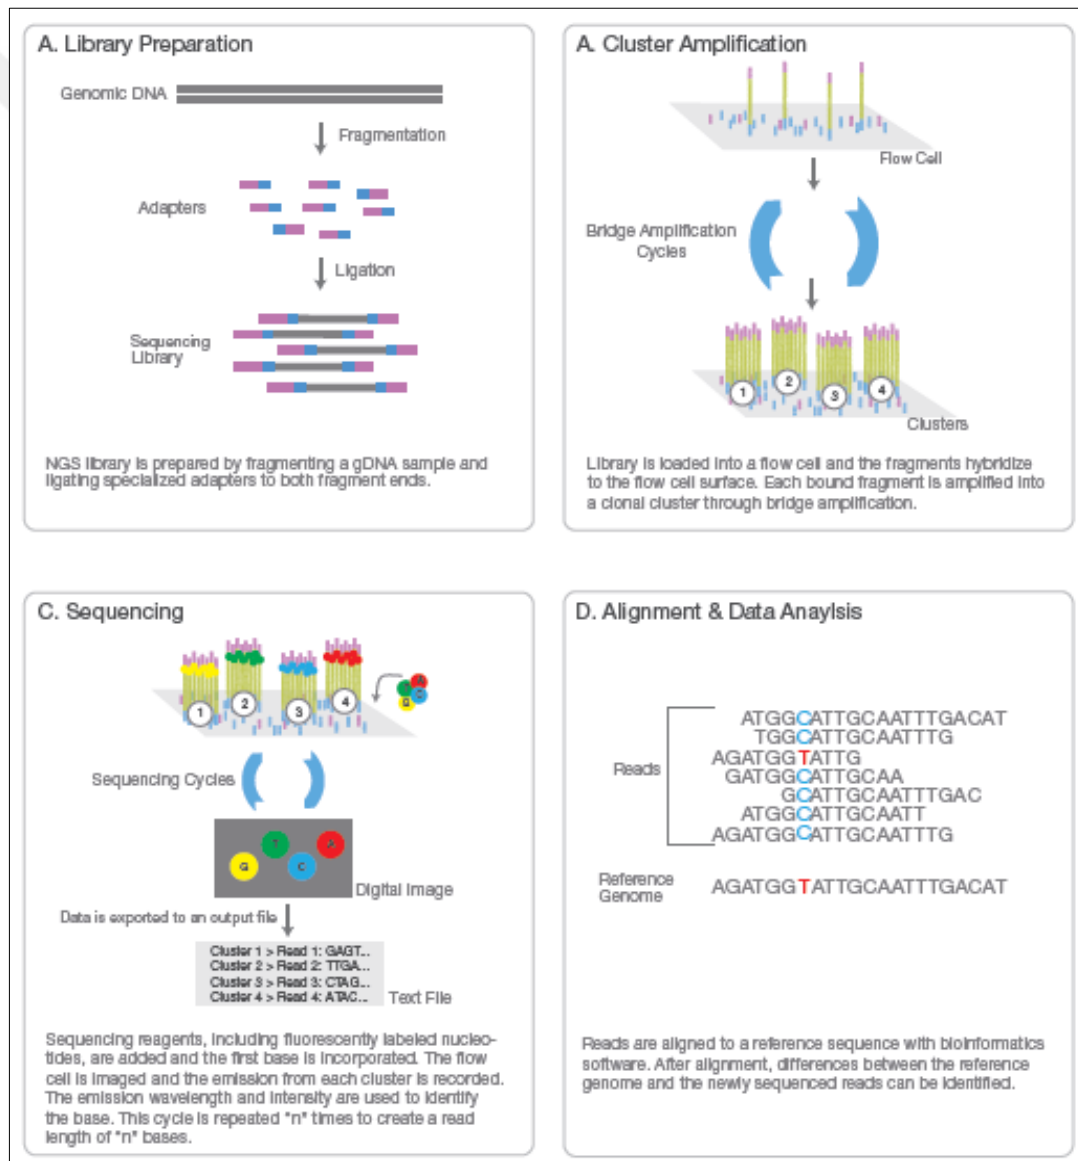 A. Library Preparation
Genomic DNA
Fragmentation
Adapters
Ligation
Sequencing
Library
NGS library is prepared by fragmenting a gDNA sample and
ligating specialized adapters to both fragment ends.
A. Cluster Amplification
Flow Cell
Bridge Amplification
Cycles
1
2
3
4
Clusters
Library is loaded into a flow cell and the fragments hybridize
to the flow cell surface. Each bound fragment is amplified into
a clonal cluster through bridge amplification.
C. Sequencing
1
2
3
4
A
C
G
Sequencing Cycles
T
A
G
C
Digital Image
Data is exported to an output file
Cluster 1 > Read 1: GAGT...
Cluster 2 > Read 2: TTGA...
Cluster 3 > Read 3: CTAG...
Cluster 4 > Read 4: ATAC...
Text File
Sequencing reagents, including fluorescently labeled nucleo-
tides, are added and the first base is incorporated. The flow
cell is imaged and the emission from each cluster is recorded.
The emission wavelength and intensity are used to identify
the base. This cycle is repeated "n" times to create a read
length of "n" bases.
D. Alignment & Data Anaylsis
ATGGCATTGCAATTTGACAT
TGGCATTGCAATTTG
AGATGGTATTG
Reads
GATGGCATTGCAA
GCATTGCAATTTGAC
ATGGCATTGCAATT
AGATGGCATTGCAATTTG
Reference
Genome
AGATGGTATTGCAATTTGACAT
Reads are aligned to a reference sequence with bioinformatics
software. After alignment, differences between the reference
genome and the newly sequenced reads can be identified.